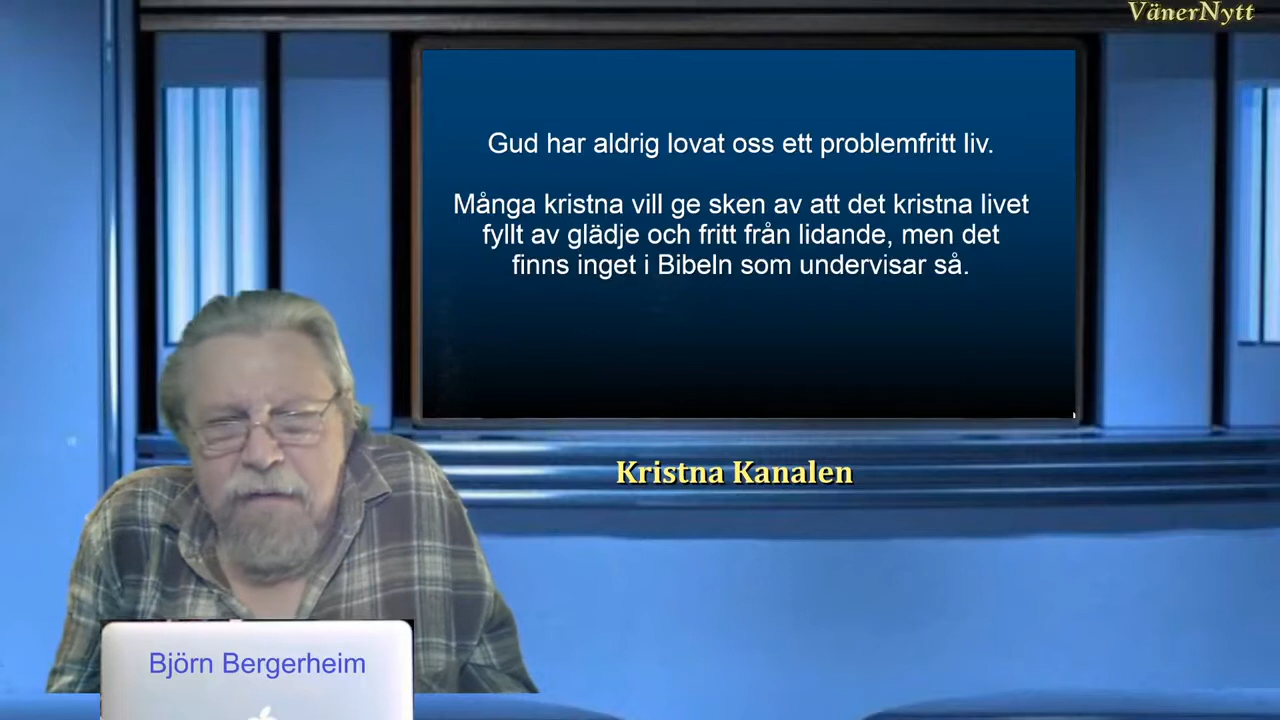 VänerNytt
Gud har aldrig lovat oss ett problemfritt liv.
Många kristna vill ge sken av att det kristna livet
fyllt av glädje och fritt från lidande, men det
finns inget i Bibeln som undervisar så.
Kristna Kanalen
Björn Bergerheim